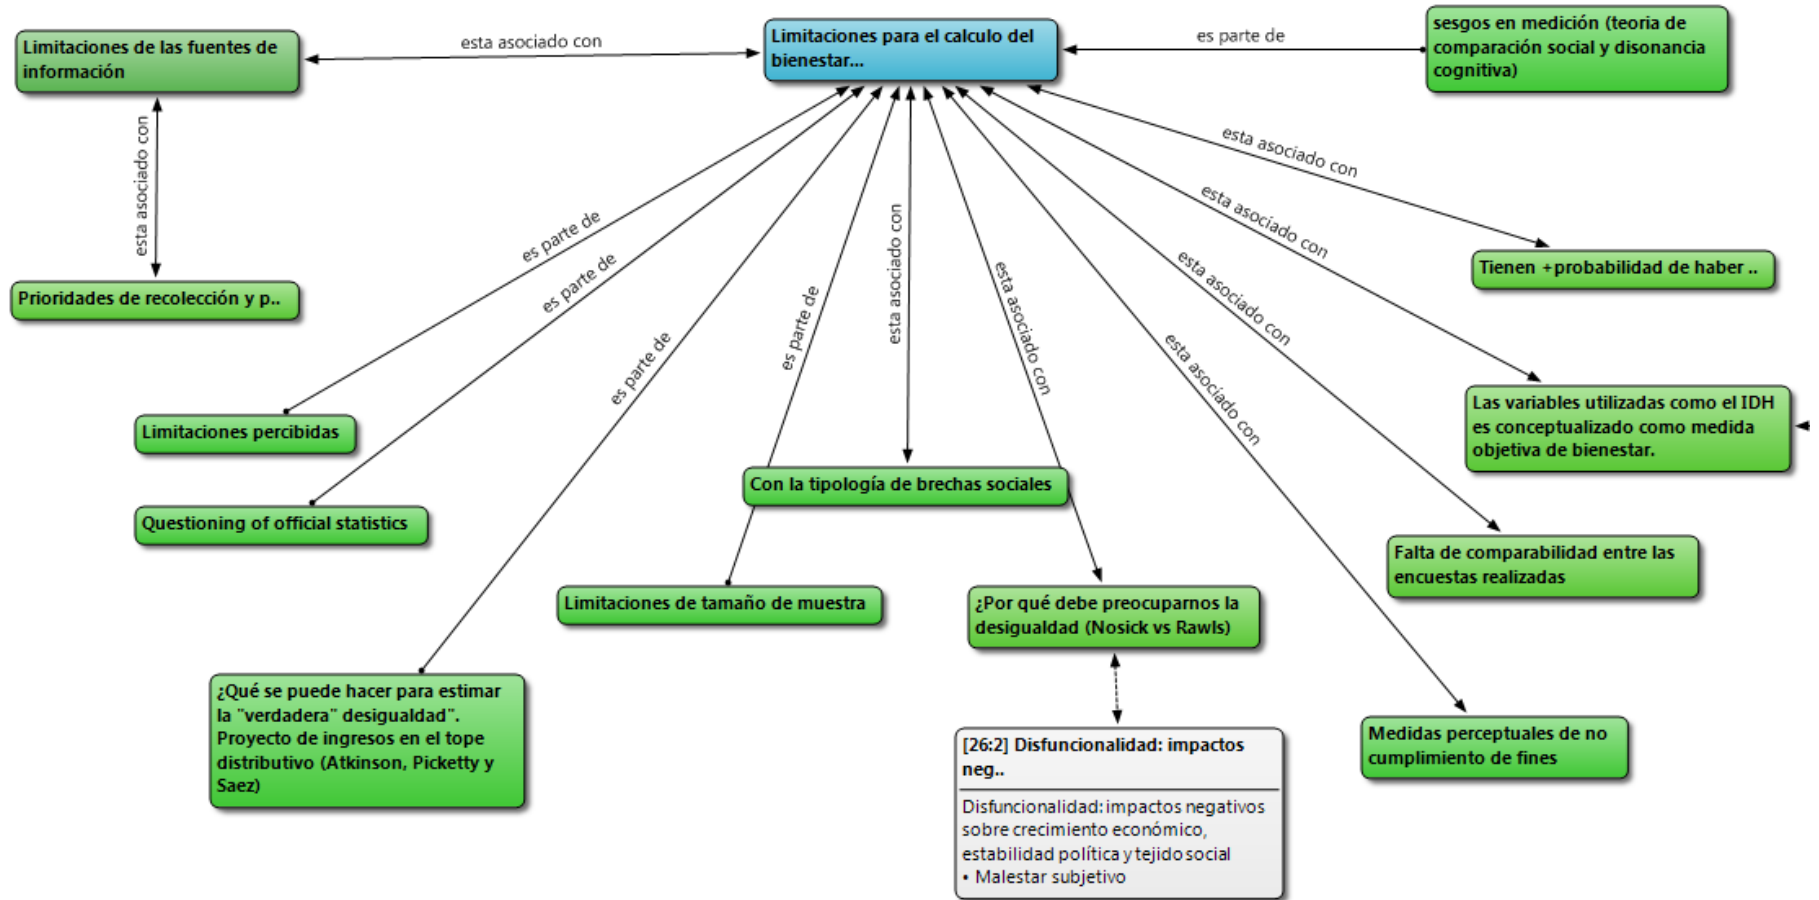 Limitaciones de las fuentes de
información
esta asociado con
Limitaciones para el calculo del
bienestar...
es parte de
sesgos en medición (teoria de
comparación social y disonancia
cognitiva)
esta asociado con
Prioridades de recolección y p..
es parte de
es parte de
es parte de
es parte de
esta asociado con
esta asociado con
esta asociado con
esta asociado con
esta asociado con
esta asociado con
Tienen +probabilidad de haber ..
Limitaciones percibidas
Las variables utilizadas como el IDH
es conceptualizado como medida
objetiva de bienestar.
Con la tipología de brechas sociales
Questioning of official statistics
Falta de comparabilidad entre las
encuestas realizadas
Limitaciones de tamaño de muestra
¿Por qué debe preocuparnos la
desigualdad (Nosick vs Rawls)
¿Qué se puede hacer para estimar
la "verdadera" desigualdad".
Proyecto de ingresos en el tope
distributivo (Atkinson, Picketty y
Saez)
Medidas perceptuales de no
cumplimiento de fines
[26:2] Disfuncionalidad: impactos
neg..
Disfuncionalidad: impactos negativos
sobre crecimiento económico,
estabilidad política y tejido social
• Malestar subjetivo